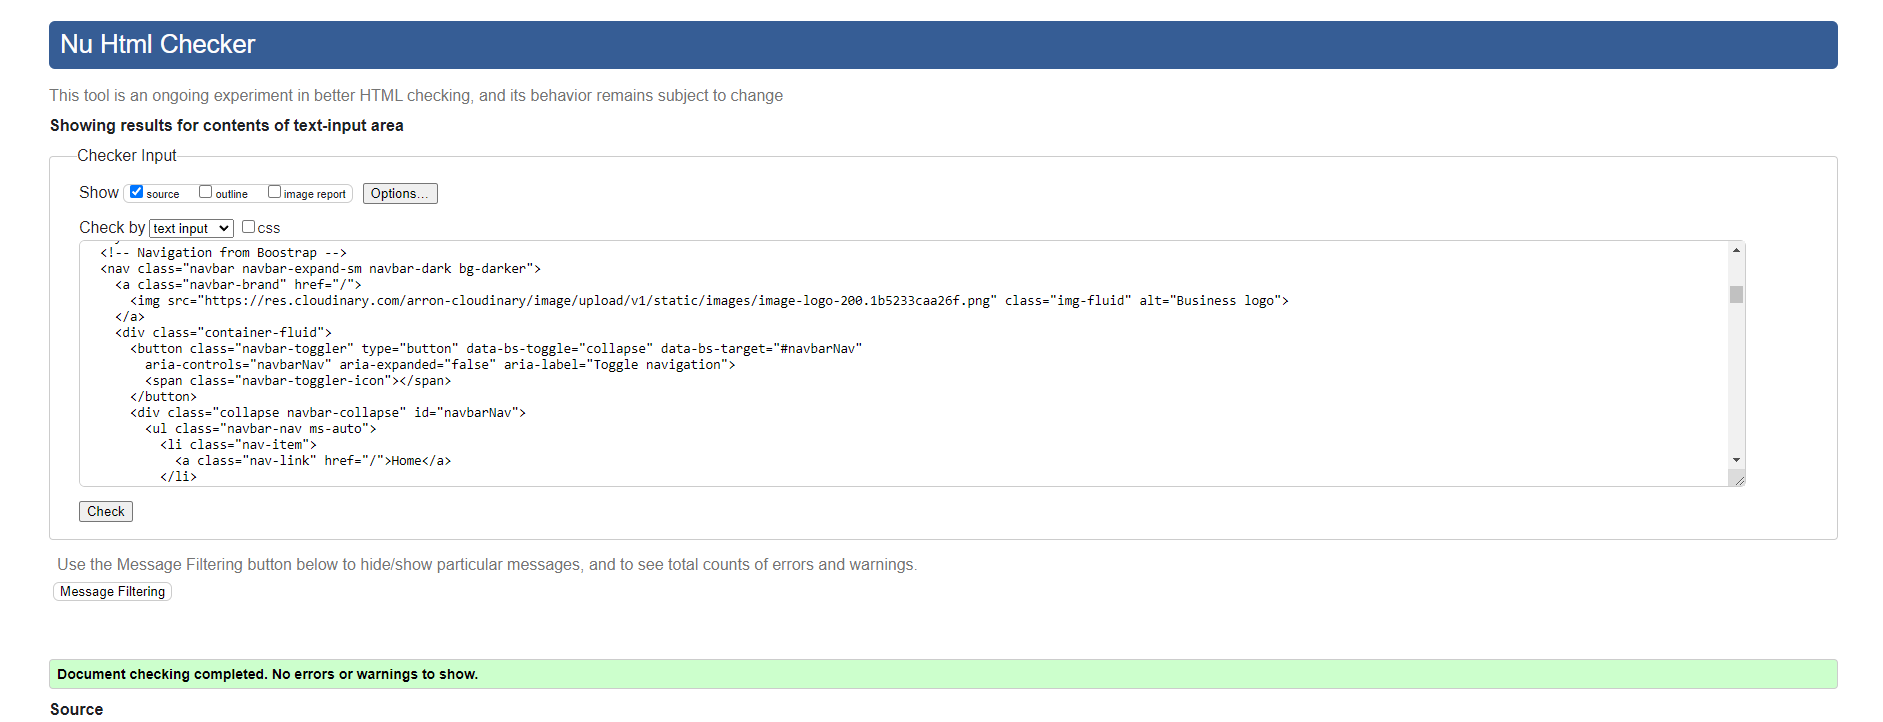 Nu Html Checker
This tool is an ongoing experiment in better HTML checking, and its behavior remains subject to change
Showing results for contents of text-input area
Checker Input
Show source outline image report Options...
Check by text input css
<!-- Navigation from Boostrap -->
<nav class="navbar navbar-expand-sm navbar-dark bg-darker">
<a class="navbar-brand" href="/">
<img src="https://res.cloudinary.com/arron-cloudinary/image/upload/v1/static/images/image-logo-200.1b5233caa26f.png" class="img-fluid" alt="Business logo">
</a>
<div class="container-fluid">
<button class="navbar-toggler" type="button" data-bs-toggle="collapse" data-bs-target="#navbarNav"
aria-controls="navbarNav" aria-expanded="false" aria-label="Toggle navigation">
<span class="navbar-toggler-icon"></span>
</button>
<div class="collapse navbar-collapse" id="navbarNav">
<ul class="navbar-nav ms-auto">
<li class="nav-item">
<a class="nav-link" href="/">Home</a>
</li>
Check
Use the Message Filtering button below to hide/show particular messages, and to see total counts of errors and warnings.
Message Filtering
Document checking completed. No errors or warnings to show.
Source